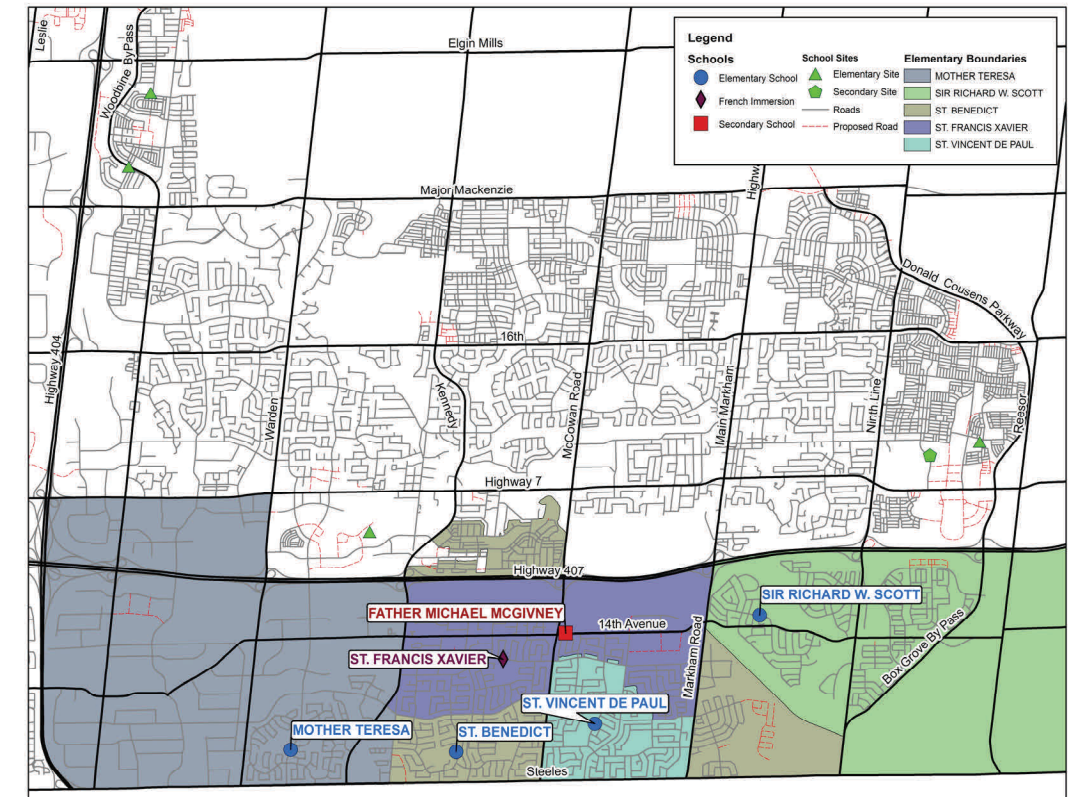 Leslie
Woodbine ByPass
Elgin Mills
Legend
Schools
Elementary School
French Immersion
Secondary School
School Sites
Elementary Site
Secondary Site
Roads
Proposed Road
Elementary Boundaries
MOTHER TERESA
SIR RICHARD W. SCOTT
ST. BENEDICT
ST. FRANCIS XAVIER
ST. VINCENT DE PAUL
Major Mackenzie
Highw
Donald Cousens Parkway
16th
Highway 404
Warden
Kennedy
McCowan Road
Main Markham
Ninth Line
Reesor
Highway 7
Highway 407
SIR RICHARD W. SCOTT
FATHER MICHAEL MCGIVNEY
14th Avenue
ST. FRANCIS XAVIER
Markham Road
Box Grove By Pass
ST. VINCENT DE PAUL
MOTHER TERESA
ST. BENEDICT
Steeles